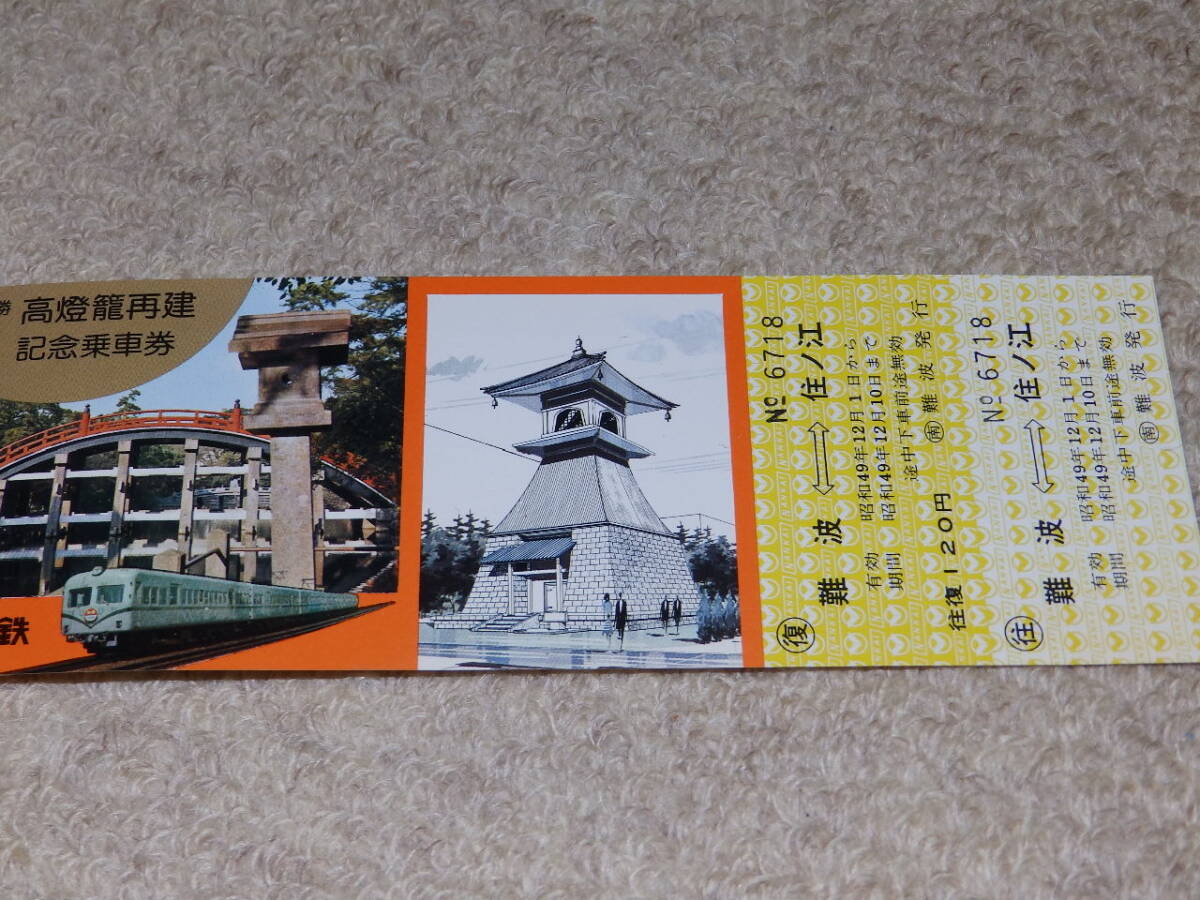 勝
高燈籠再建
記念乗車券
鉄
NANKAI
№ 6718
㊝ 難波 ⟷ 住ノ江
有効期間
昭和49年12月1日から
昭和49年12月10日まで
途中下車前途無効
㊞ 難波発行
往復120円
№ 6718
往 難波 ⟷ 住ノ江
有効期間
昭和49年12月1日から
昭和49年12月10日まで
途中下車前途無効
南 難波発行